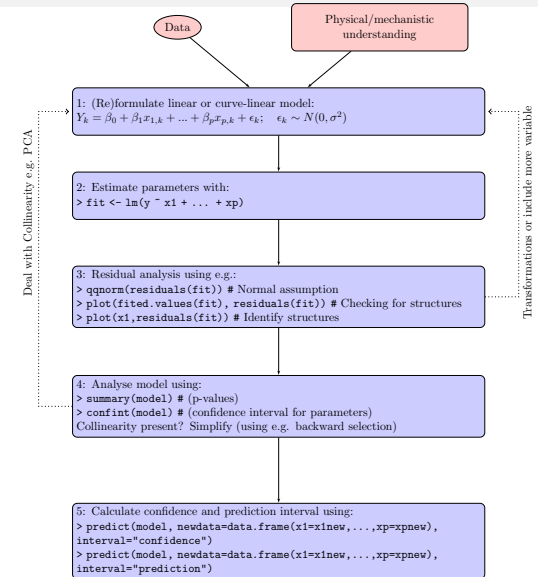 Data
Physical/mechanistic
understanding
1: (Re)formulate linear or curve-linear model:
Y_k = β_0 + β_1x_{1,k} + ... + β_px_{p,k} + ϵ_k;    ϵ_k ∼ N(0, σ^2)
2: Estimate parameters with:
> fit <- lm(y ~ x1 + ... + xp)
3: Residual analysis using e.g.:
> qqnorm(residuals(fit)) # Normal assumption
> plot(fited.values(fit), residuals(fit)) # Checking for structures
> plot(x1,residuals(fit)) # Identify structures
4: Analyse model using:
> summary(model) # (p-values)
> confint(model) # (confidence interval for parameters)
Collinearity present? Simplify (using e.g. backward selection)
5: Calculate confidence and prediction interval using:
> predict(model, newdata=data.frame(x1=x1new,...,xp=xpnew),
interval="confidence")
> predict(model, newdata=data.frame(x1=x1new,...,xp=xpnew),
interval="prediction")
Deal with Collinearity e.g. PCA
Transformations or include more variable